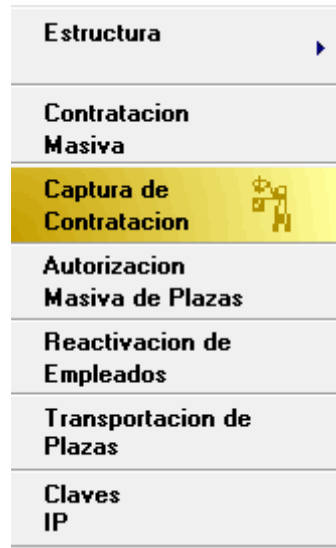 Estructura
Contratacion
Masiva
Captura de
Contratacion
Autorizacion
Masiva de Plazas
Reactivacion de
Empleados
Transportacion de
Plazas
Claves
IP